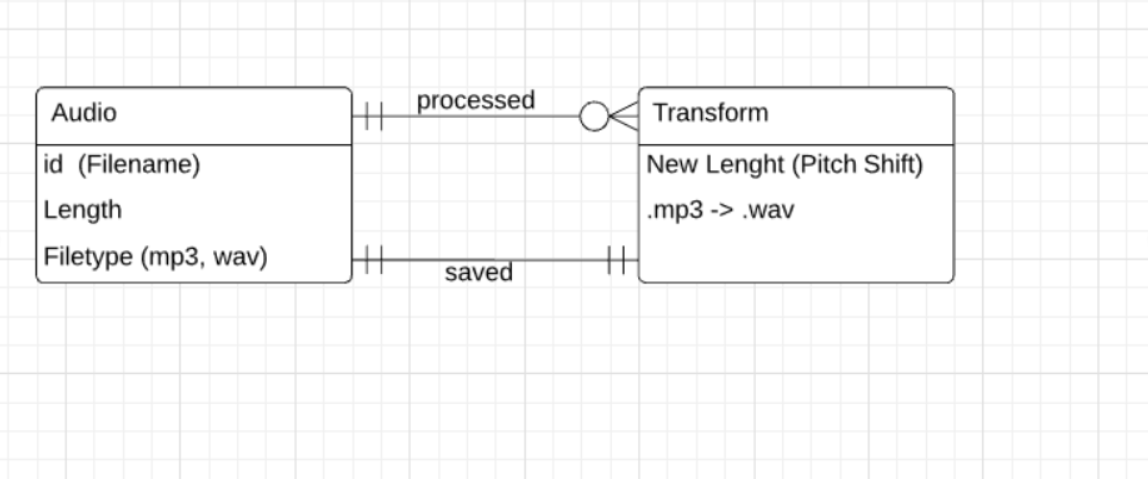 Audio
id (Filename)
Length
Filetype (mp3, wav)
processed
saved
Transform
New Lenght (Pitch Shift)
.mp3 -> .wav